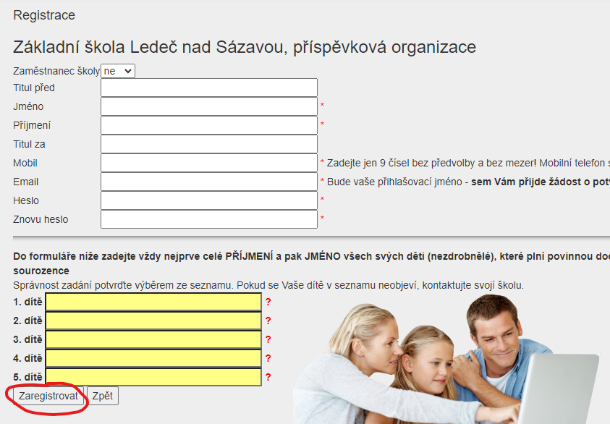 Registrace
Základní škola Ledeč nad Sázavou, příspěvková organizace
Zaměstnanec školy ne
Titul před
Jméno *
Příjmení *
Titul za
Mobil * Zadejte jen 9 čísel bez předvolby a bez mezer! Mobilní telefon s
Email * Bude vaše přihlašovací jméno - sem Vám přijde žádost o pot
Heslo *
Znovu heslo *
Do formuláře níže zadejte vždy nejprve celé PŘÍJMENÍ a pak JMÉNO všech svých dětí (nezdrobnělé), které plní povinnou doc
sourozence
Správnost zadání potvrďte výběrem ze seznamu. Pokud se Vaše dítě v seznamu neobjeví, kontaktujte svojí školu.
1. dítě ?
2. dítě ?
3. dítě ?
4. dítě ?
5. dítě ?
Zaregistrovat Zpět